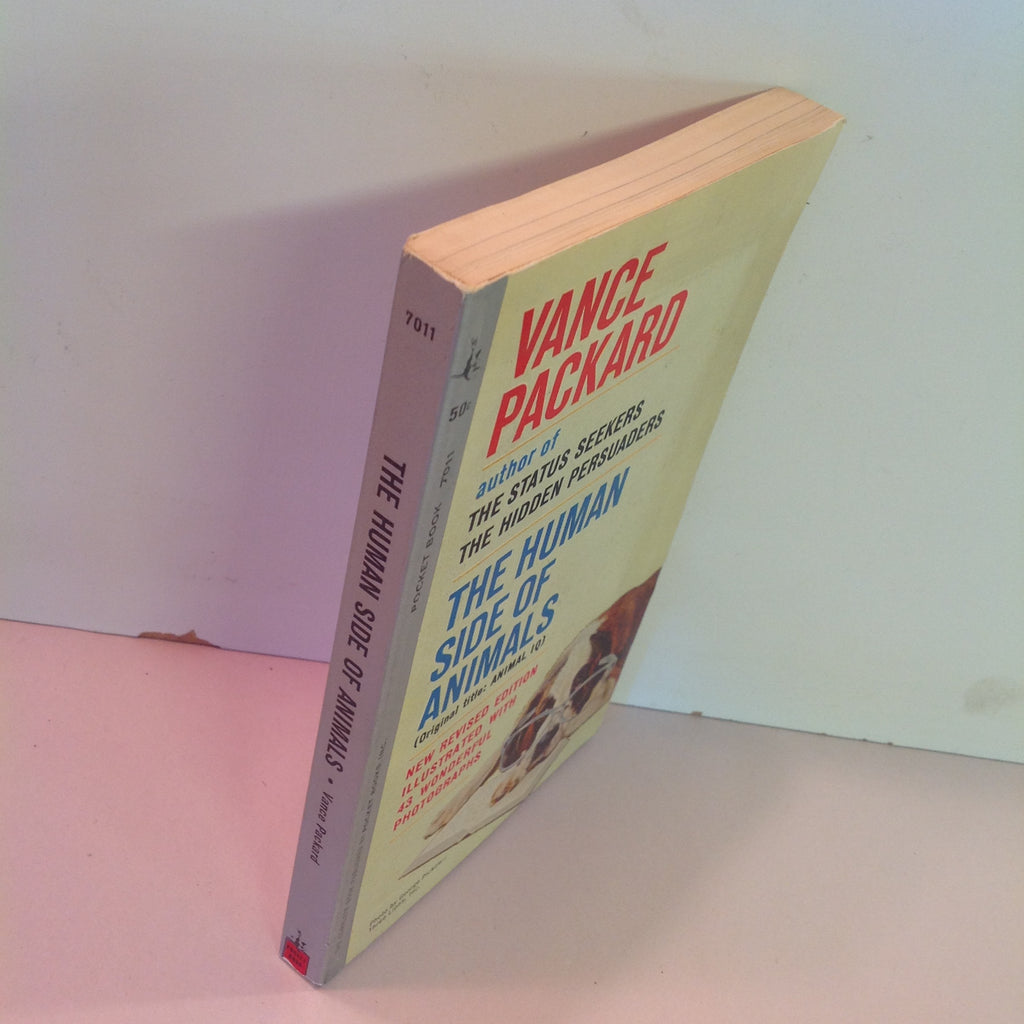 7011
THE HUMAN SIDE OF ANIMALS • Vance Packard
50¢
POCKET BOOK 7011
VANCE
PACKARD
author of
THE STATUS SEEKERS
THE HIDDEN PERSUADERS
THE HUMAN
SIDE OF
ANIMALS
(Original title: ANIMAL IQ)
NEW REVISED EDITION
ILLUSTRATED WITH
43 WONDERFUL
PHOTOGRAPHS